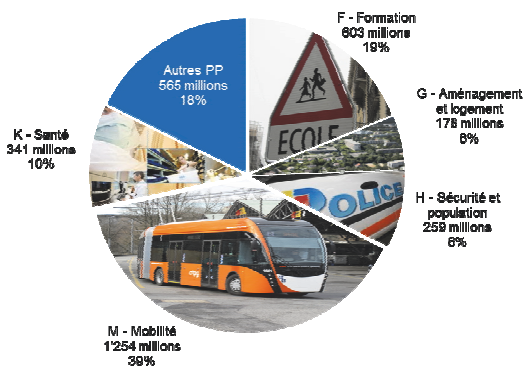 F - Formation
603 millions
19%
G - Aménagement
et logement
178 millions
6%
H - Sécurité et
population
259 millions
8%
M - Mobilité
1'254 millions
39%
K - Santé
341 millions
10%
Autres PP
565 millions
18%
ECOLE
POLICE